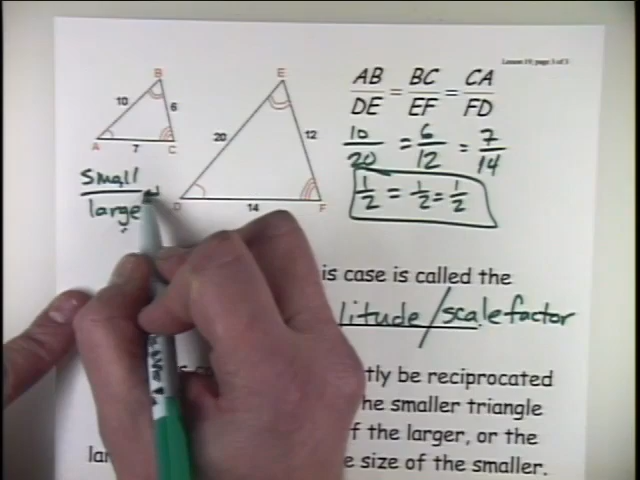 Lesson 19, page 3 of 5
B
10
6
A
7
C
E
20
12
D
14
F
AB/DE = BC/EF = CA/FD
10/20 = 6/12 = 7/14
1/2 = 1/2 = 1/2
small
large
is case is called the
litude/scale factor
tly be reciprocated
he smaller triangle
f the larger, or the
lar e size of the smaller.